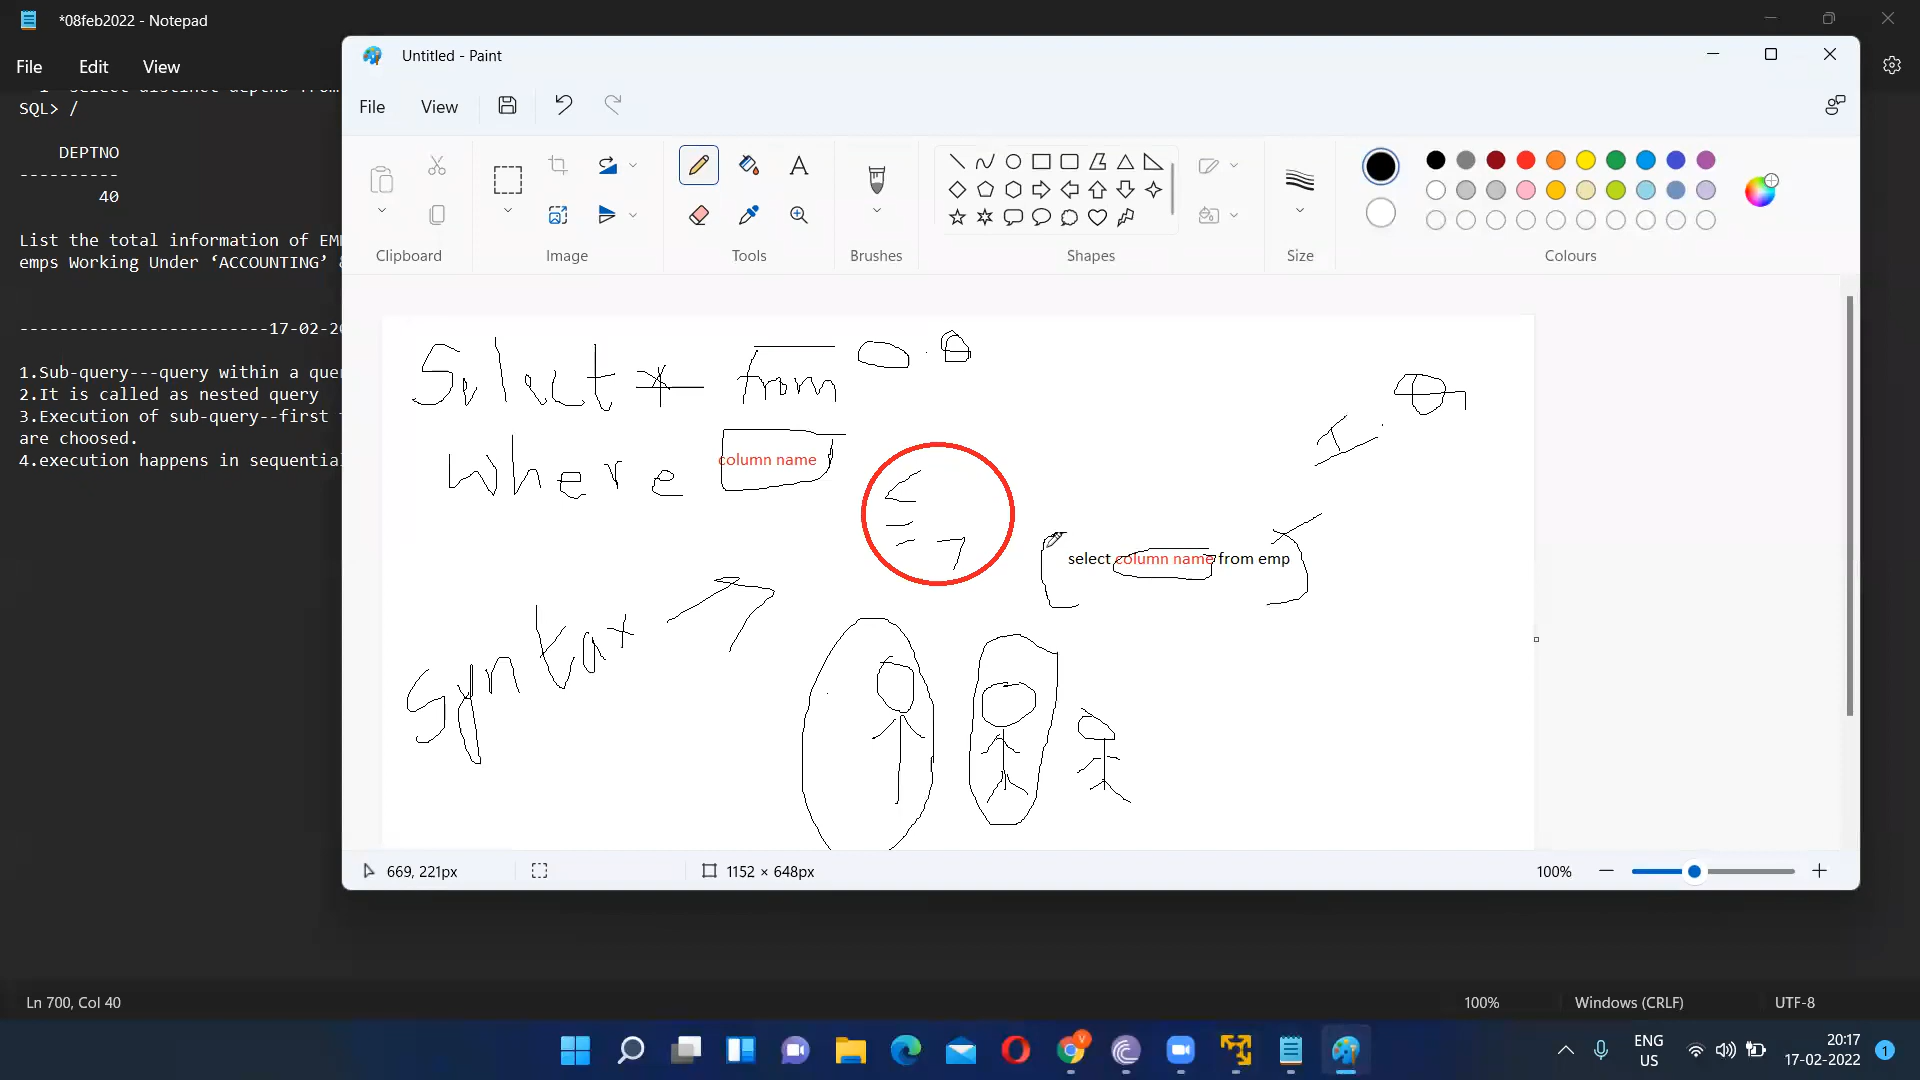 *08feb2022 - Notepad
File Edit View
SQL> /
DEPTNO
----------
40
List the total information of
emps Working Under ‘ACCOUNTING’
-------------------------17-02-
1.Sub-query---query within a
2.It is called as nested query
3.Execution of sub-query--first
are choosed.
4.execution happens in
Untitled - Paint
File View
Clipboard
Image
Tools
Brushes
Shapes
Size
Colours
Select * from
Where column name
select column name from emp
Syntax
669, 221px
1152 × 648px
100%
Ln 700, Col 40
100%
Windows (CRLF)
UTF-8
ENG
US
20:17
17-02-2022
1